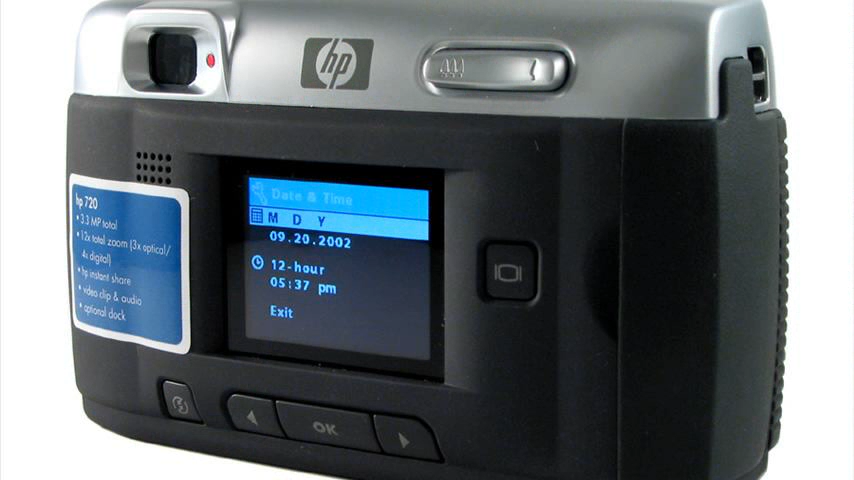 hp
hp 720
• 3.3 MP total
• 12x total zoom (3x optical/
4x digital)
• hp instant share
• video clip & audio
• optional dock
Date & Time
M D Y
09.20.2002
12-hour
05:37 pm
Exit
OK